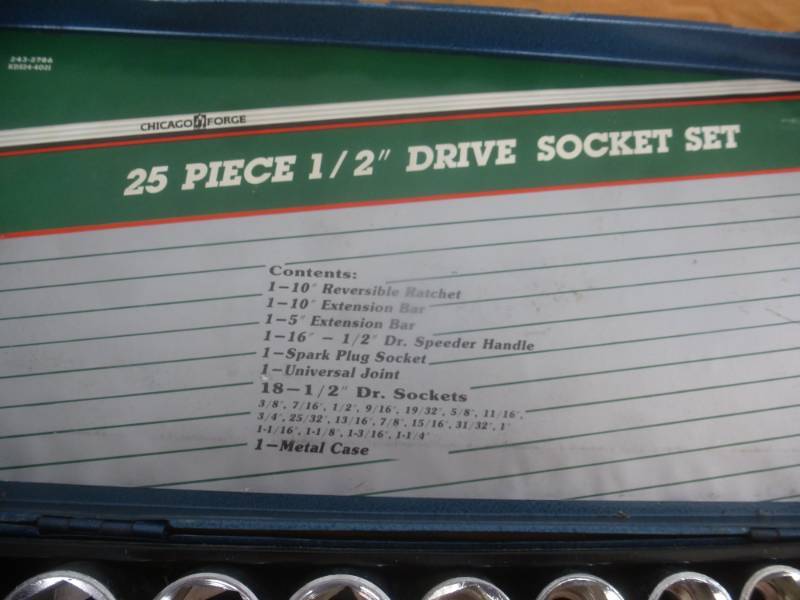 243-2786
CHICAGO FORGE
25 PIECE 1/2" DRIVE SOCKET SET
Contents:
1-10" Reversible Ratchet
1-10" Extension Bar
1-5" Extension Bar
1-16" - 1/2" Dr. Speeder Handle
1-Spark Plug Socket
1-Universal Joint
18-1/2" Dr. Sockets
3/8", 7/16", 1/2", 9/16", 19/32", 5/8", 11/16",
3/4", 25/32", 13/16", 7/8", 15/16", 31/32", 1"
1-1/16", 1-1/8", 1-3/16", 1-1/4"
1-Metal Case